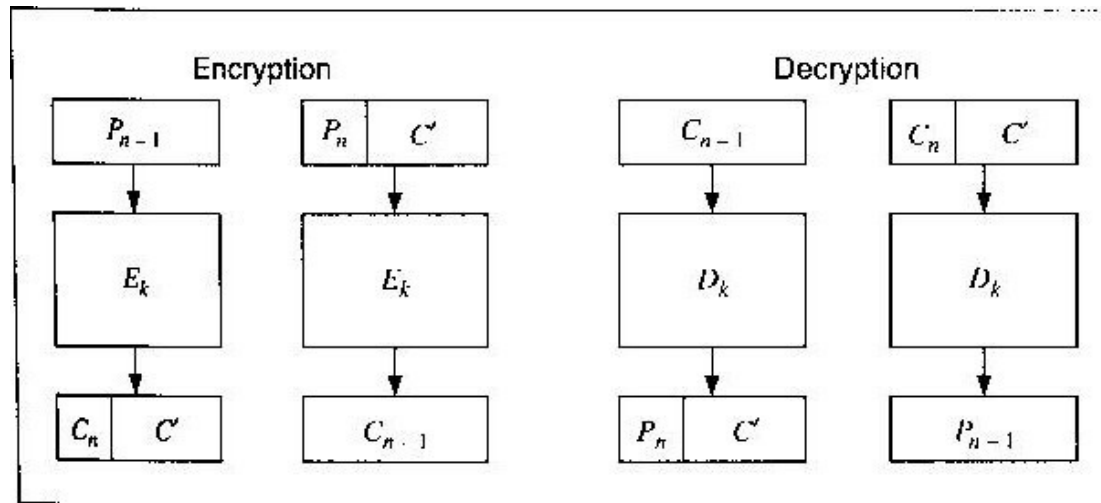 Encryption Decryption
P_{n-1} P_n C' C_{n-1} C_n C'
E_k E_k D_k D_k
C_n C' C_{n-1} P_n C' P_{n-1}